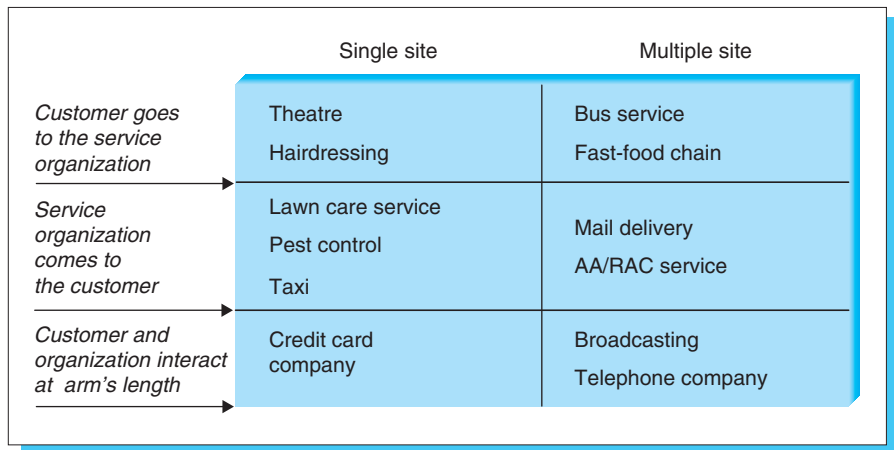 Single site
Multiple site
Customer goes
to the service
organization
Theatre
Hairdressing
Bus service
Fast-food chain
Service
organization
comes to
the customer
Lawn care service
Pest control
Taxi
Mail delivery
AA/RAC service
Customer and
organization interact
at arm's length
Credit card
company
Broadcasting
Telephone company